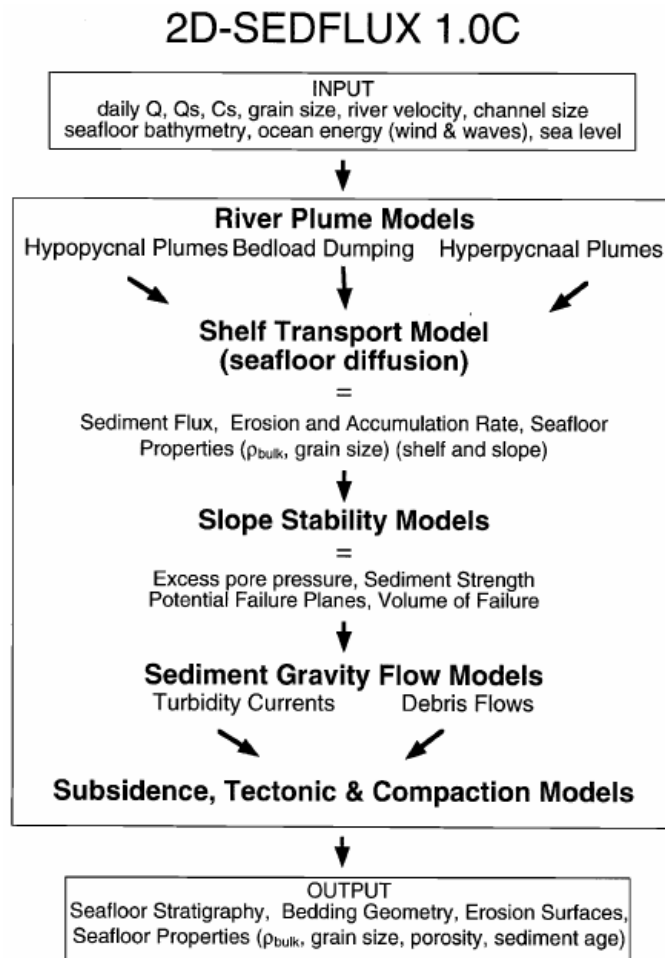 2D-SEDFLUX 1.0C
INPUT
daily Q, Qs, Cs, grain size, river velocity, channel size
seafloor bathymetry, ocean energy (wind & waves), sea level
River Plume Models
Hypopycnal Plumes Bedload Dumping Hyperpycnaal Plumes
Shelf Transport Model
(seafloor diffusion)
=
Sediment Flux, Erosion and Accumulation Rate, Seafloor
Properties (ρbulk, grain size) (shelf and slope)
Slope Stability Models
=
Excess pore pressure, Sediment Strength
Potential Failure Planes, Volume of Failure
Sediment Gravity Flow Models
Turbidity Currents Debris Flows
Subsidence, Tectonic & Compaction Models
OUTPUT
Seafloor Stratigraphy, Bedding Geometry, Erosion Surfaces,
Seafloor Properties (ρbulk, grain size, porosity, sediment age)